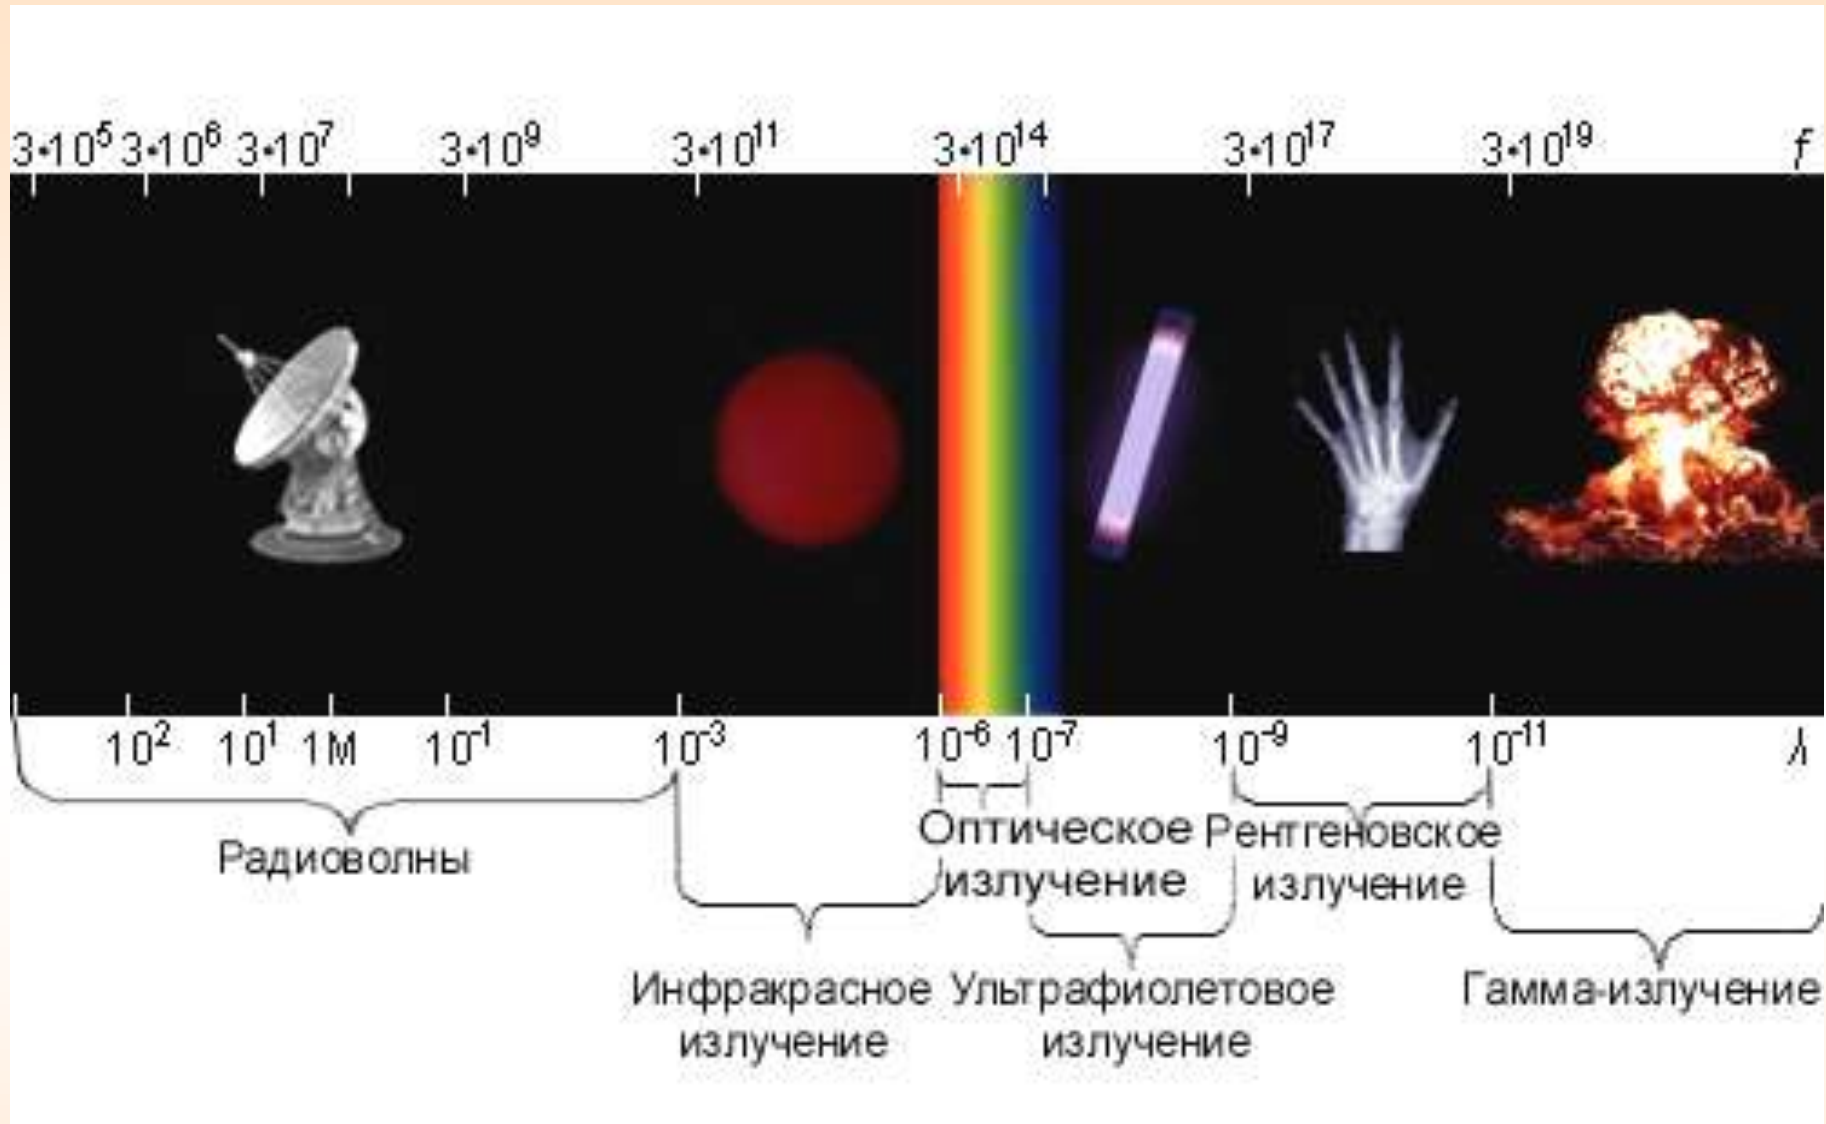 3·10⁵ 3·10⁶ 3·10⁷ 3·10⁹ 3·10¹¹ 3·10¹⁴ 3·10¹⁷ 3·10¹⁹ f
10² 10¹ 1М 10⁻¹ 10⁻³ 10⁻⁶ 10⁻⁷ 10⁻⁹ 10⁻¹¹ λ
Радиоволны
Оптическое
излучение
Рентгеновское
излучение
Инфракрасное
излучение
Ультрафиолетовое
излучение
Гамма-излучение